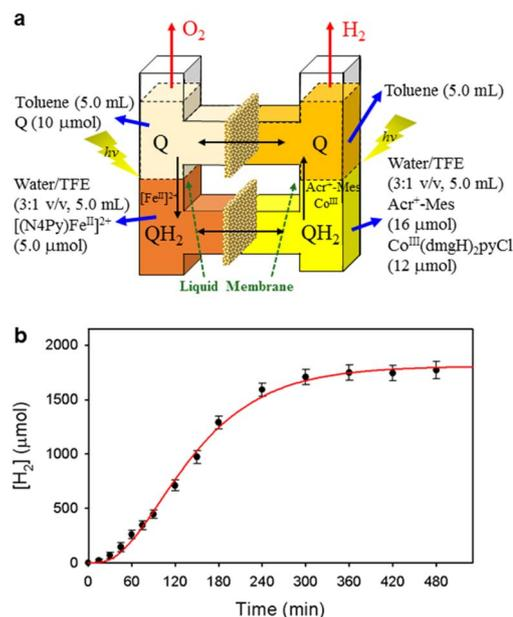 a
O₂
H₂
Toluene (5.0 mL)
Q (10 μmol)
Toluene (5.0 mL)
hν
Q
Q
hν
Water/TFE
(3:1 v/v, 5.0 mL)
[(N4Py)Feᴵᴵ]²⁺
(5.0 μmol)
[Feᴵᴵ]²⁺
QH₂
Acr⁺-Mes
Coᴵᴵᴵ
QH₂
Water/TFE
(3:1 v/v, 5.0 mL)
Acr⁺-Mes
(16 μmol)
Coᴵᴵᴵ(dmgH)₂pyCl
(12 μmol)
Liquid Membrane
b
[H₂] (μmol)
2000
1500
1000
500
0
0 60 120 180 240 300 360 420 480
Time (min)